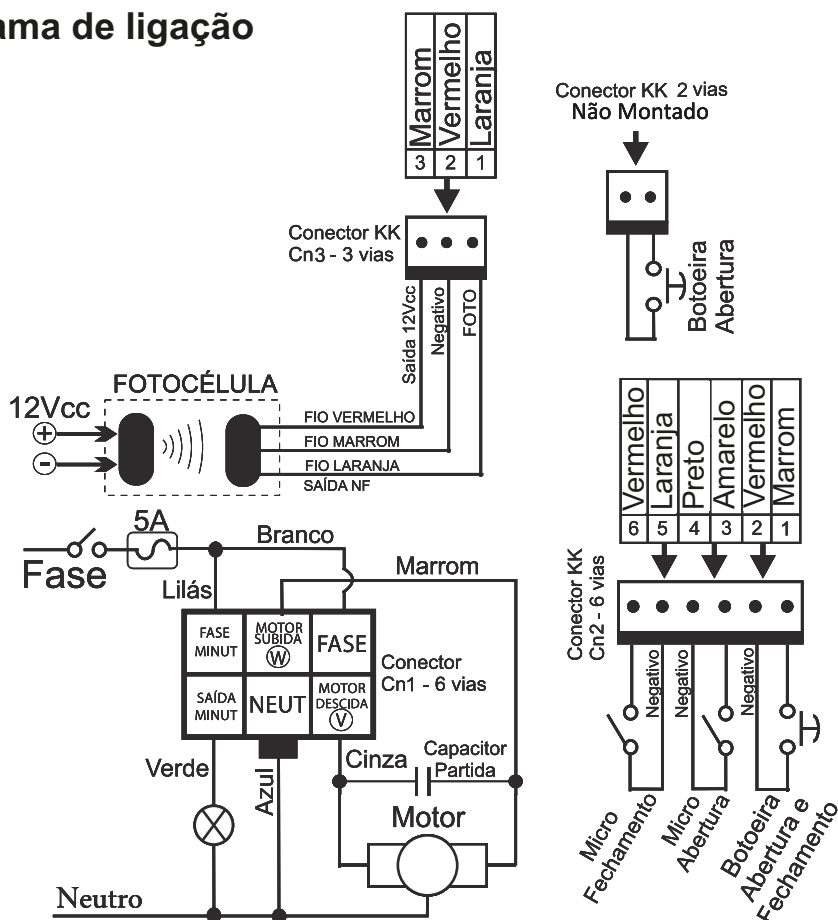 ama de ligação
Marrom
Vermelho
Laranja
3
2
1
Conector KK 2 vias
Não Montado
Conector KK
Cn3 - 3 vias
Botoeira
Abertura
Saída 12Vcc
Negativo
FOTO
FOTOCÉLULA
12Vcc
+
-
FIO VERMELHO
FIO MARROM
FIO LARANJA
SAÍDA NF
Vermelho
Laranja
Preto
Amarelo
Vermelho
Marrom
6
5
4
3
2
1
Conector KK
Cn2 - 6 vias
Negativo
Negativo
Negativo
Micro
Fechamento
Micro
Abertura
Botoeira
Abertura e
Fechamento
5A
Fase
Branco
Lilás
Marrom
FASE
MINUT
MOTOR
SUBIDA
W
FASE
SAÍDA
MINUT
NEUT
MOTOR
DESCIDA
V
Conector
Cn1 - 6 vias
Verde
Azul
Cinza
Capacitor
Partida
Motor
Neutro